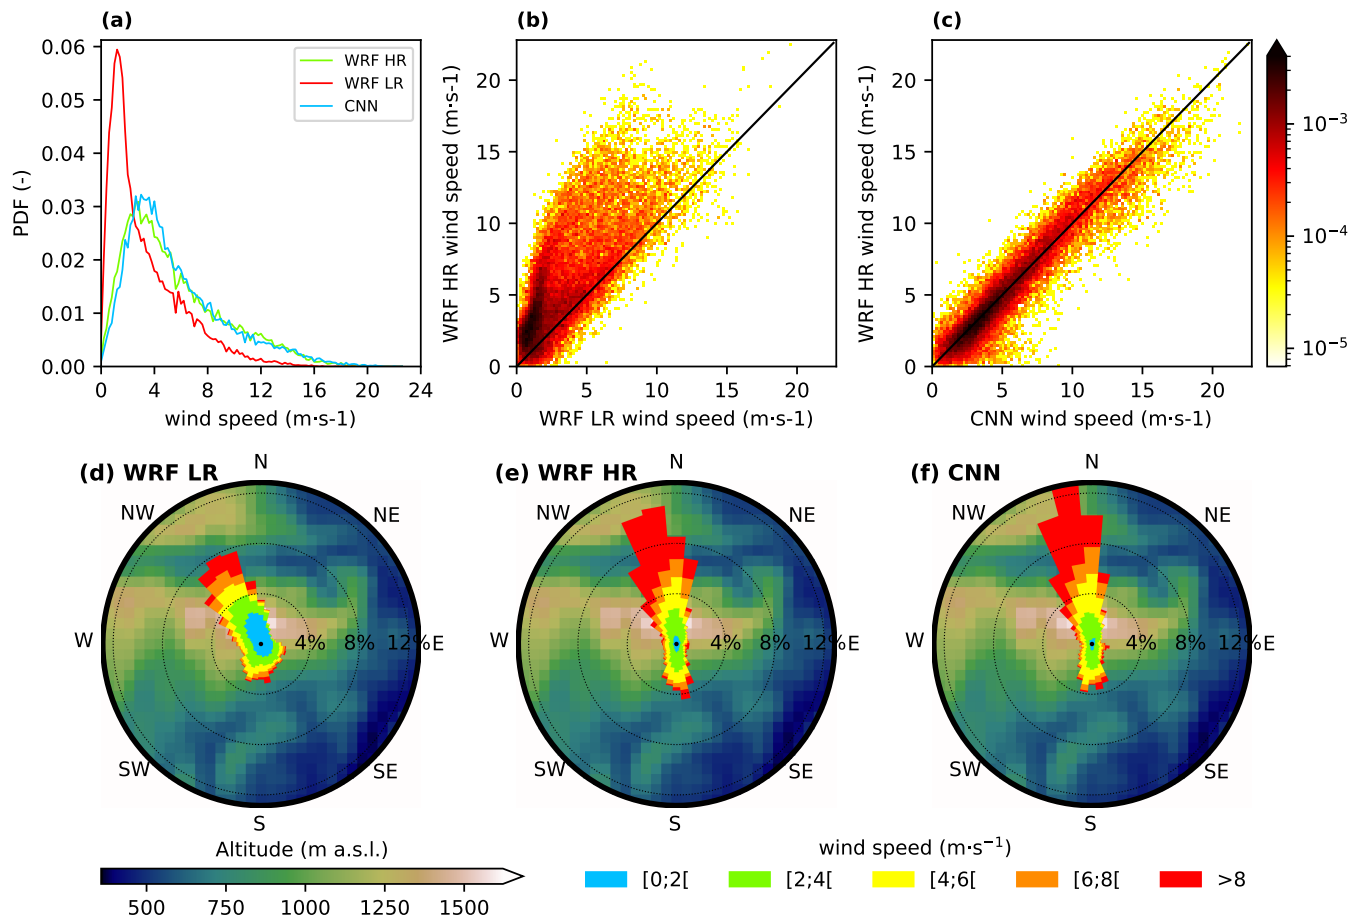 (a)
(b)
(c)
0.06
0.05
0.04
0.03
0.02
0.01
0.00
PDF (-)
WRF HR
WRF LR
CNN
0 4 8 12 16 20 24
wind speed (m·s-1)
20
15
10
5
0
WRF HR wind speed (m·s-1)
0 5 10 15 20
WRF LR wind speed (m·s-1)
20
15
10
5
0
WRF HR wind speed (m·s-1)
0 5 10 15 20
CNN wind speed (m·s-1)
10⁻³
10⁻⁴
10⁻⁵
(d) WRF LR
N
NW
NE
W
4% 8% 12%
E
SW
SE
S
(e) WRF HR
N
NW
NE
W
4% 8% 12%
E
SW
SE
S
(f) CNN
N
NW
NE
W
4% 8% 12%
E
SW
SE
S
Altitude (m a.s.l.)
500 750 1000 1250 1500
wind speed (m·s⁻¹)
[0;2[ [2;4[ [4;6[ [6;8[ >8